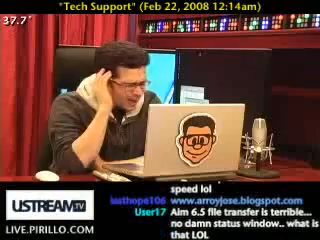 "Tech Support" (Feb 22, 2008 12:14am)
37.7°
speed lol
lusthope106 www.arroyjose.blogspot.com
User17 Aim 6.5 file transfer is terrible...
no damn status window.. what is
that LOL
USTREAM TV
LIVE.PIRILLO.COM